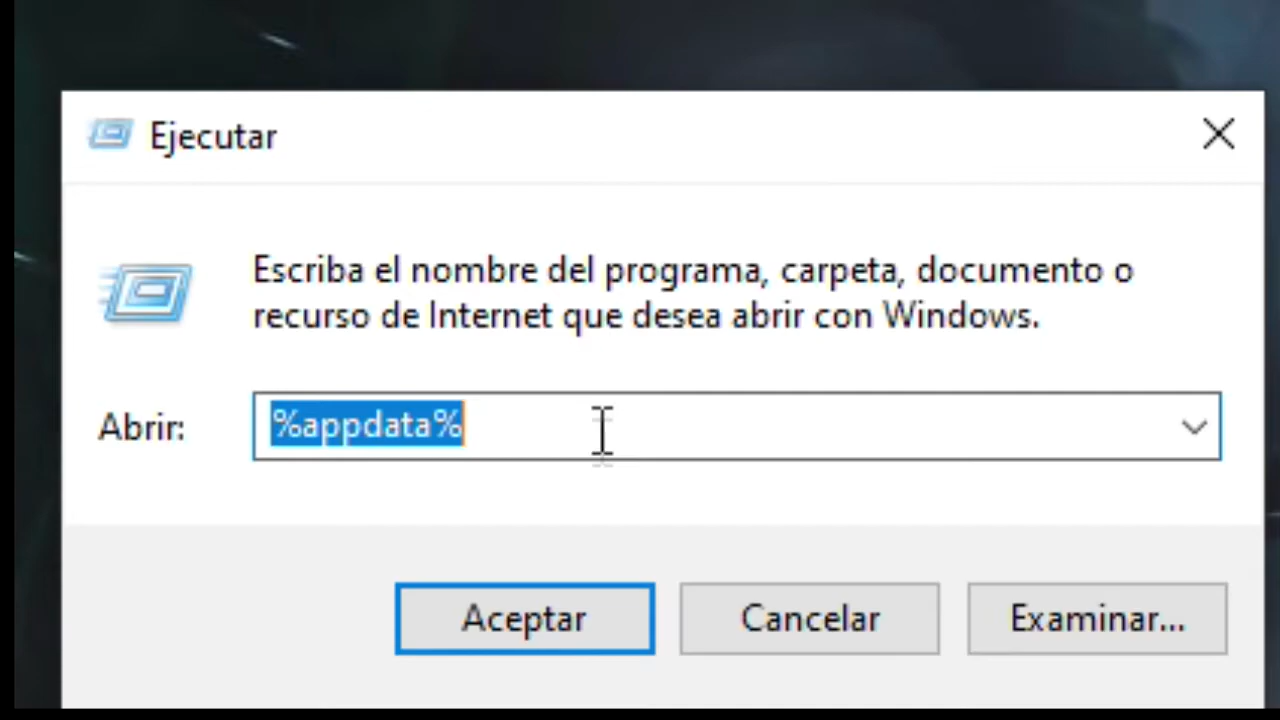 Ejecutar
Escriba el nombre del programa, carpeta, documento o
recurso de Internet que desea abrir con Windows.
Abrir: %appdata%
Aceptar Cancelar Examinar...